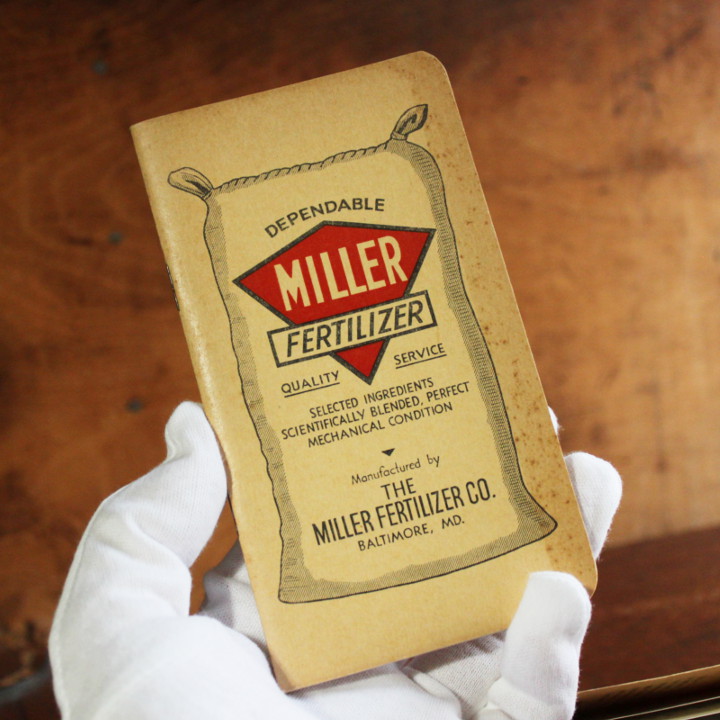 DEPENDABLE
MILLER
FERTILIZER
QUALITY SERVICE
SELECTED INGREDIENTS
SCIENTIFICALLY BLENDED, PERFECT
MECHANICAL CONDITION
Manufactured by
THE
MILLER FERTILIZER CO.
BALTIMORE, MD.